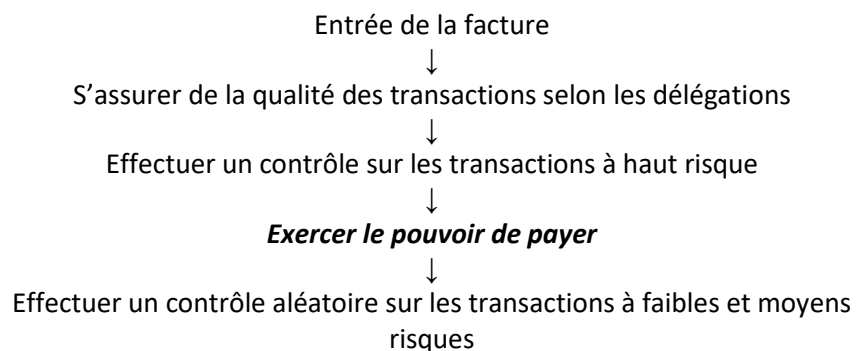 Entrée de la facture
↓
S’assurer de la qualité des transactions selon les délégations
↓
Effectuer un contrôle sur les transactions à haut risque
↓
Exercer le pouvoir de payer
↓
Effectuer un contrôle aléatoire sur les transactions à faibles et moyens
risques